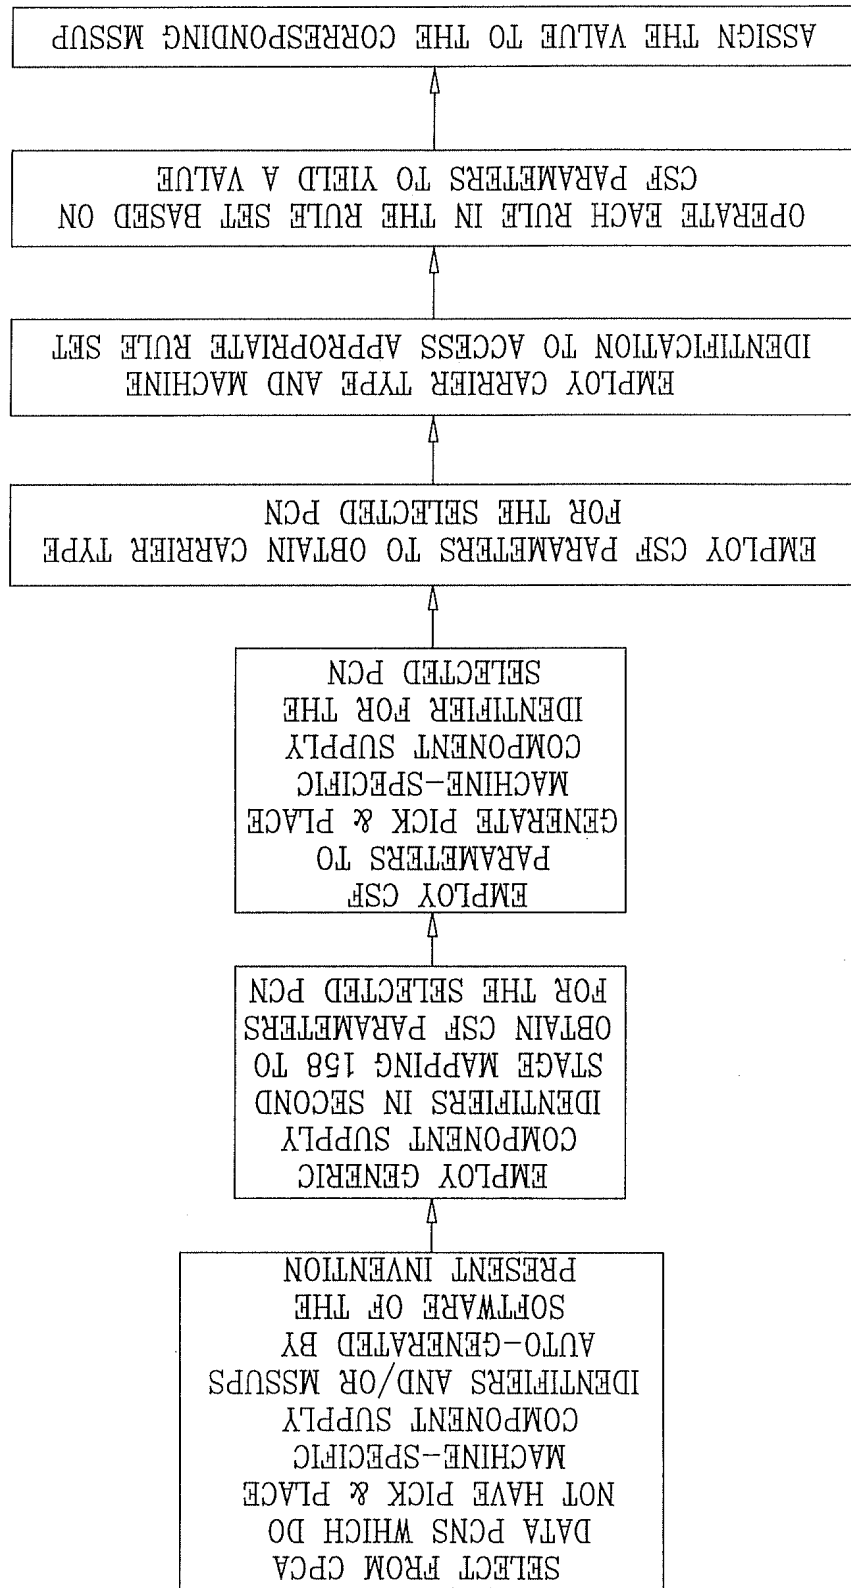 SELECT FROM CPCA
DATA PCNS WHICH DO
NOT HAVE PICK & PLACE
MACHINE-SPECIFIC
COMPONENT SUPPLY
IDENTIFIERS AND/OR MSSUPS
AUTO-GENERATED BY
SOFTWARE OF THE
PRESENT INVENTION
EMPLOY GENERIC
COMPONENT SUPPLY
IDENTIFIERS IN SECOND
STAGE MAPPING 158 TO
OBTAIN CSF PARAMETERS
FOR THE SELECTED PCN
EMPLOY CSF
PARAMETERS TO
GENERATE PICK & PLACE
MACHINE-SPECIFIC
COMPONENT SUPPLY
IDENTIFIER FOR THE
SELECTED PCN
EMPLOY CSF PARAMETERS TO OBTAIN CARRIER TYPE
FOR THE SELECTED PCN
EMPLOY CARRIER TYPE AND MACHINE
IDENTIFICATION TO ACCESS APPROPRIATE RULE SET
OPERATE EACH RULE IN THE RULE SET BASED ON
CSF PARAMETERS TO YIELD A VALUE
ASSIGN THE VALUE TO THE CORRESPONDING MSSUP